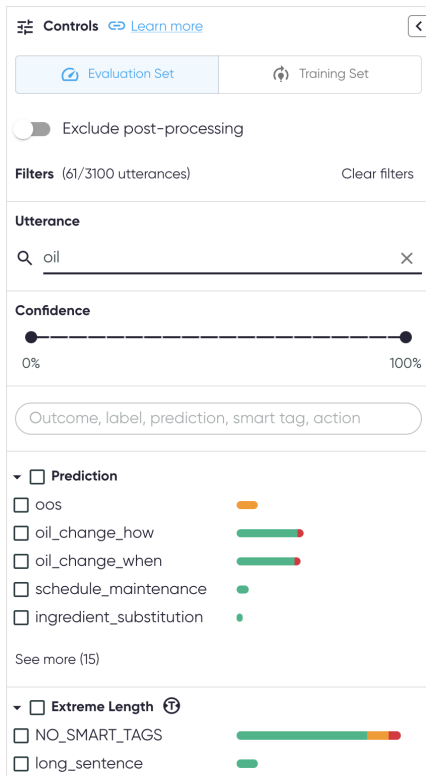 Controls Learn more
Evaluation Set Training Set
Exclude post-processing
Filters (61/3100 utterances) Clear filters
Utterance
oil
Confidence
0% 100%
Outcome, label, prediction, smart tag, action
Prediction
oos
oil_change_how
oil_change_when
schedule_maintenance
ingredient_substitution
See more (15)
Extreme Length T
NO_SMART_TAGS
long_sentence